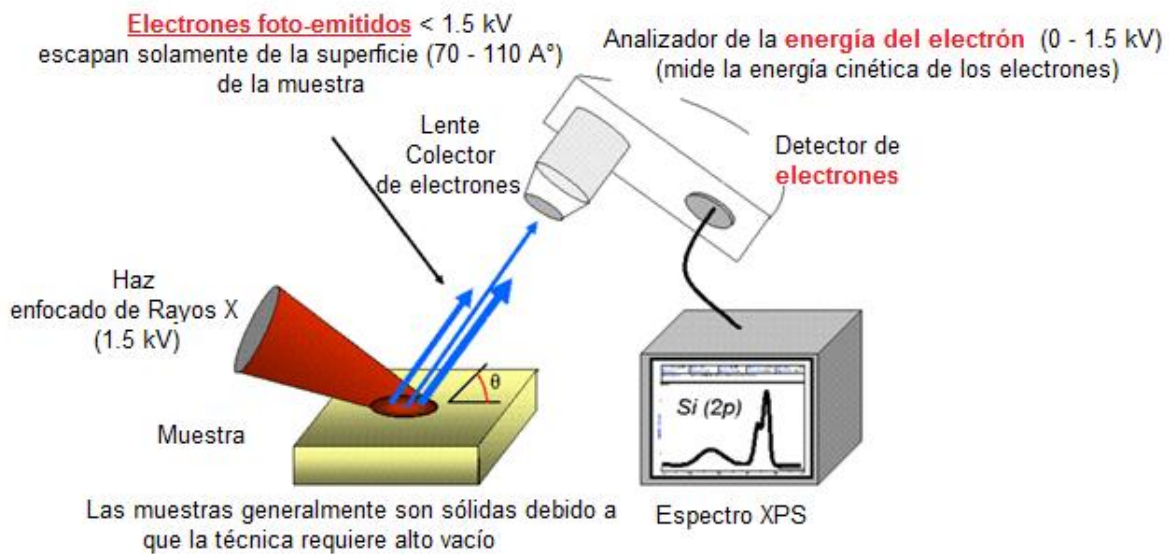 Electrones foto-emitidos < 1.5 kV
escapan solamente de la superficie (70 - 110 A°)
de la muestra
Analizador de la energía del electrón (0 - 1.5 kV)
(mide la energía cinética de los electrones)
Lente
Colector
de electrones
Detector de
electrones
Haz
enfocado de Rayos X
(1.5 kV)
θ
Si (2p)
Muestra
Las muestras generalmente son sólidas debido a
que la técnica requiere alto vacío
Espectro XPS